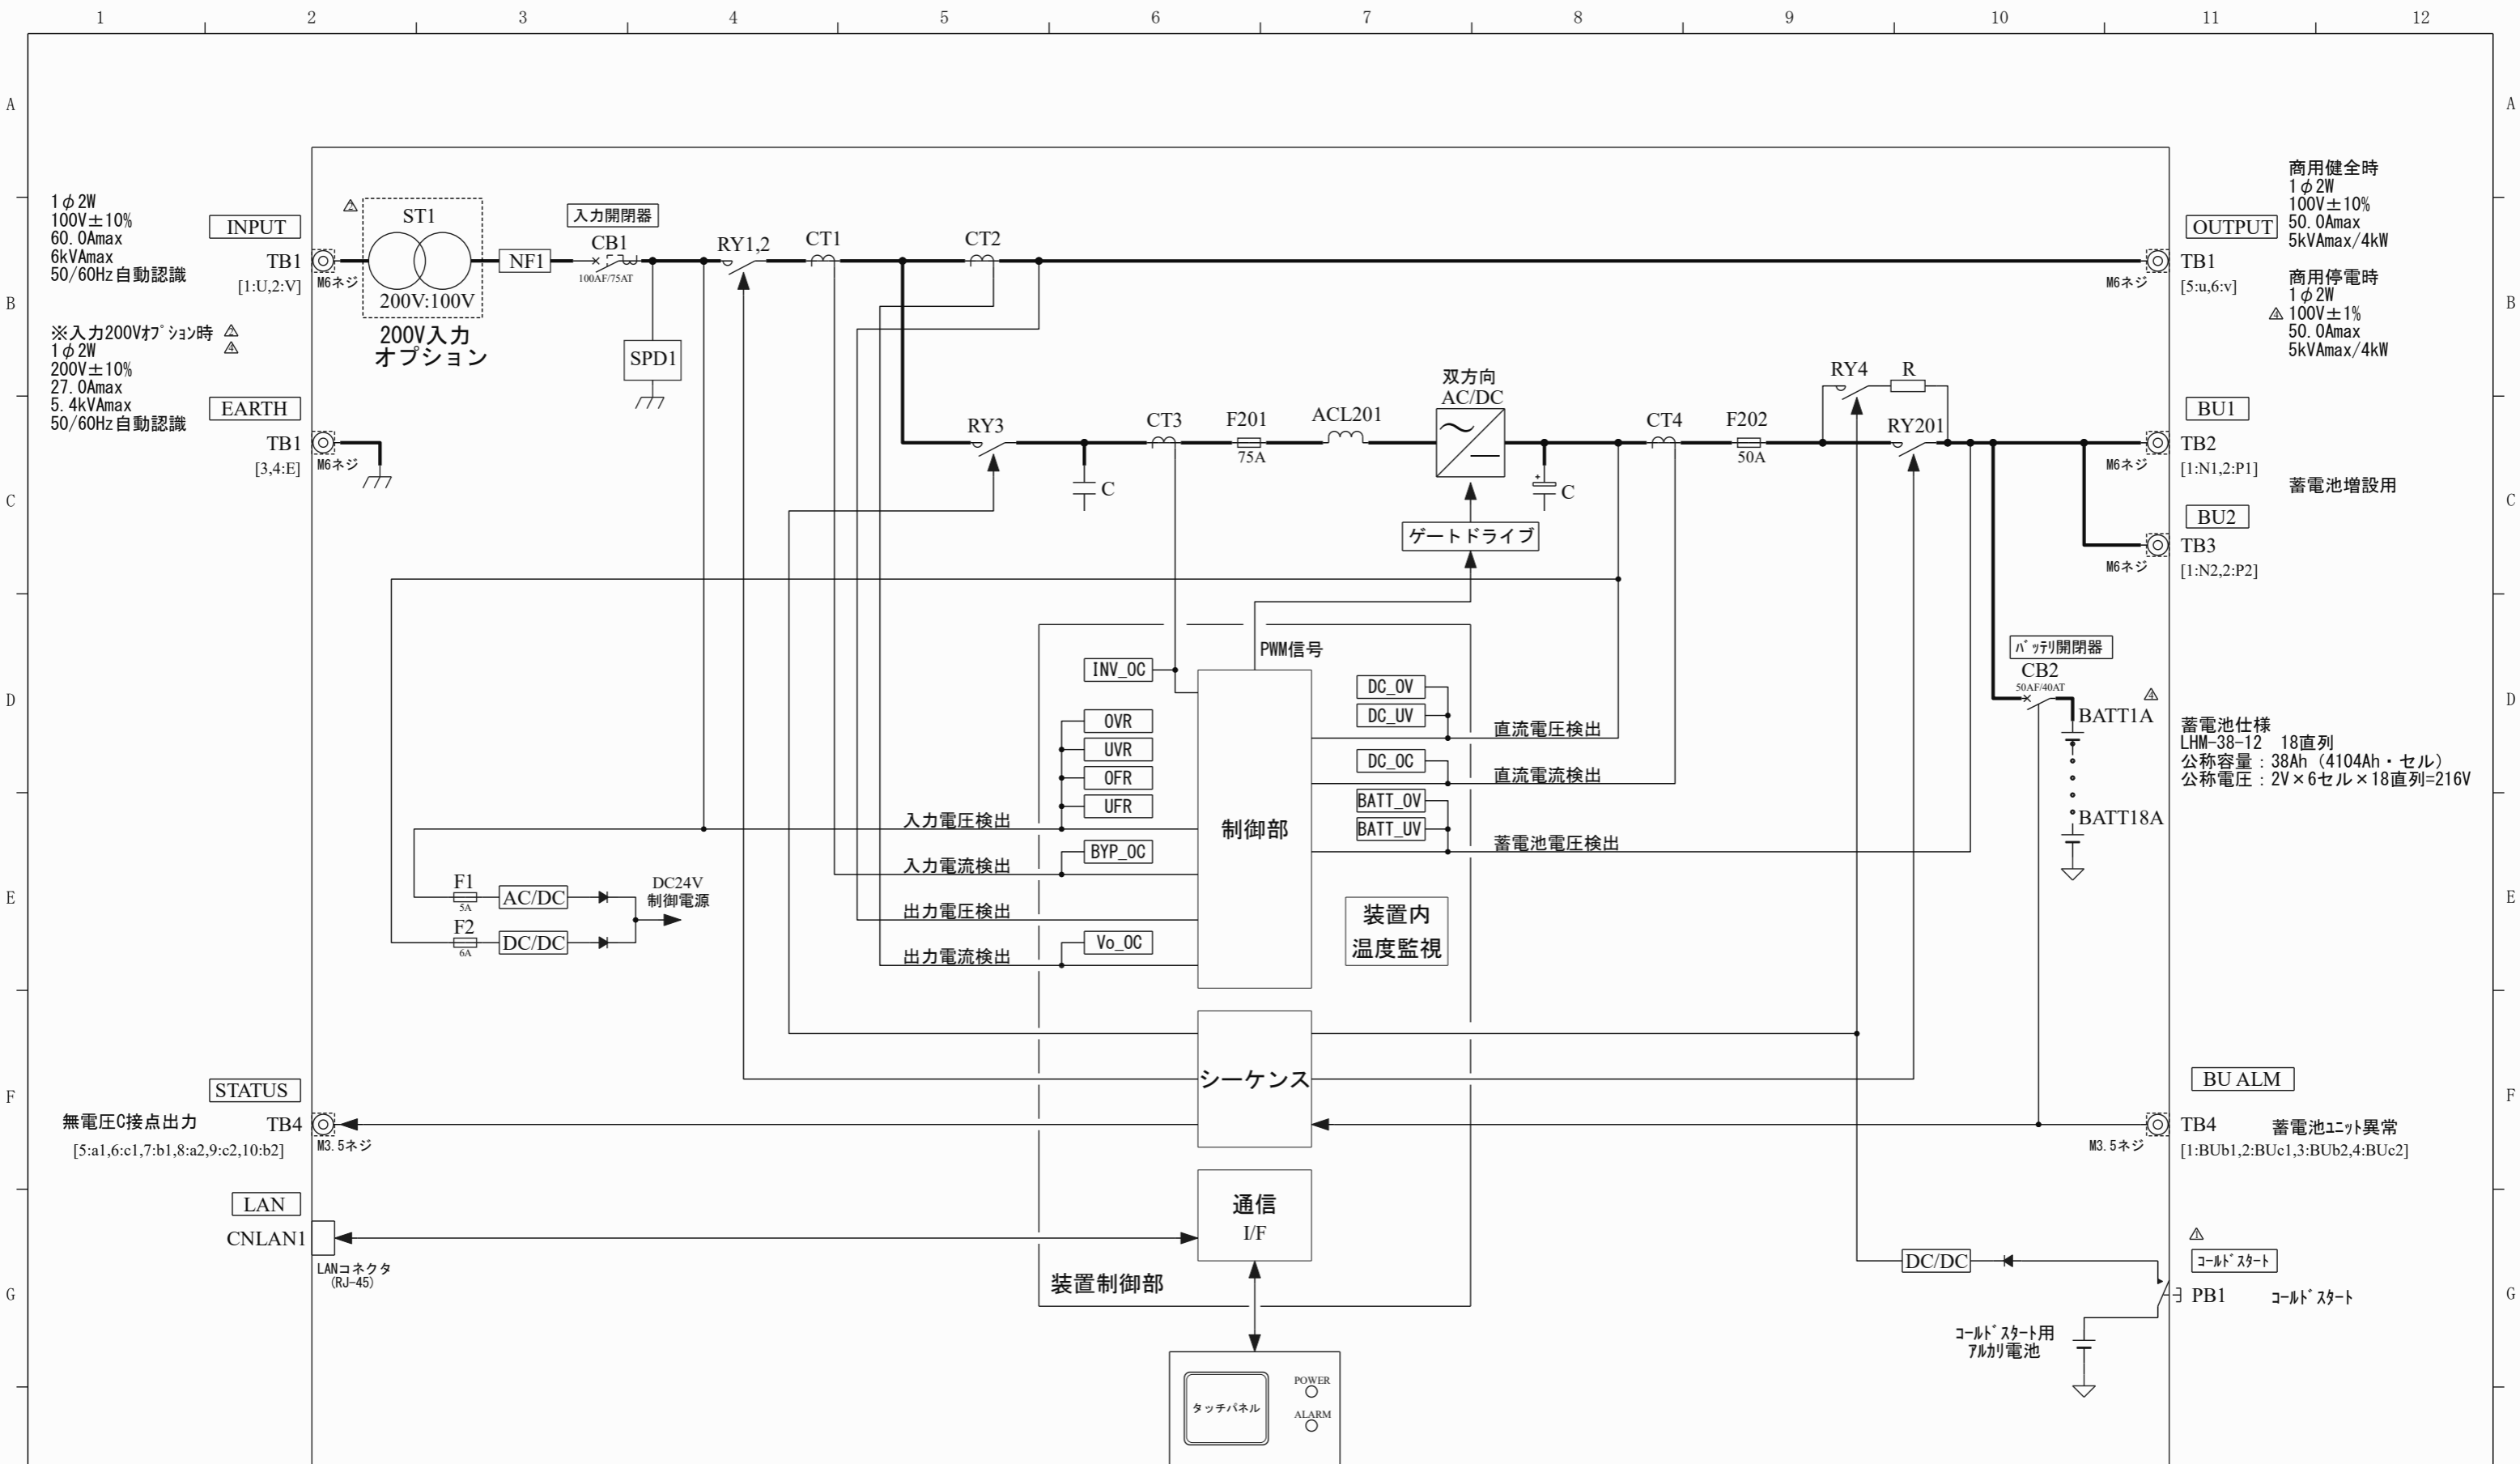 1 2 3 4 5 6 7 8 9 10 11 12
A A
B B
C C
D D
E E
F F
G G
1φ2W
100V±10%
60.0Amax
6kVAmax
50/60Hz自動認識
INPUT
TB1
[1:U,2:V]
M6ネジ
※入力200Vｵﾌﾟｼｮﾝ時
1φ2W
200V±10%
27.0Amax
5.4kVAmax
50/60Hz自動認識
EARTH
TB1
[3,4:E]
M6ネジ
2
4
2
ST1
200V:100V
200V入力
オプション
NF1
入力開閉器
CB1
100AF/75AT
SPD1
RY1,2
CT1
CT2
OUTPUT
TB1
[5:u,6:v]
M6ネジ
商用健全時
1φ2W
100V±10%
50.0Amax
5kVAmax/4kW
商用停電時
1φ2W
4
100V±1%
50.0Amax
5kVAmax/4kW
RY3
C
CT3
F201
75A
ACL201
双方向
AC/DC
ゲートドライブ
+
C
CT4
F202
50A
RY4
R
RY201
BU1
TB2
[1:N1,2:P1]
M6ネジ
蓄電池増設用
BU2
TB3
[1:N2,2:P2]
M6ネジ
PWM信号
INV_OC
OVR
UVR
OFR
UFR
BYP_OC
Vo_OC
入力電圧検出
入力電流検出
出力電圧検出
出力電流検出
制御部
DC_OV
DC_UV
DC_OC
BATT_OV
BATT_UV
直流電圧検出
直流電流検出
蓄電池電圧検出
装置内
温度監視
ﾊﾞｯﾃﾘ開閉器
CB2
50AF/40AT
4
BATT1A
BATT18A
蓄電池仕様
LHM-38-12 18直列
公称容量：38Ah（4104Ah・セル）
公称電圧：2V×6セル×18直列=216V
F1
5A
AC/DC
F2
6A
DC/DC
DC24V
制御電源
シーケンス
STATUS
無電圧C接点出力
TB4
[5:a1,6:c1,7:b1,8:a2,9:c2,10:b2]
M3.5ネジ
BU ALM
TB4
M3.5ネジ
蓄電池ﾕﾆｯﾄ異常
[1:BUb1,2:BUc1,3:BUb2,4:BUc2]
LAN
CNLAN1
LANコネクタ
(RJ-45)
通信
I/F
装置制御部
DC/DC
1
ｺｰﾙﾄﾞｽﾀｰﾄ
PB1
ｺｰﾙﾄﾞｽﾀｰﾄ
ｺｰﾙﾄﾞｽﾀｰﾄ用
ｱﾙｶﾘ電池
タッチパネル
POWER
ALARM